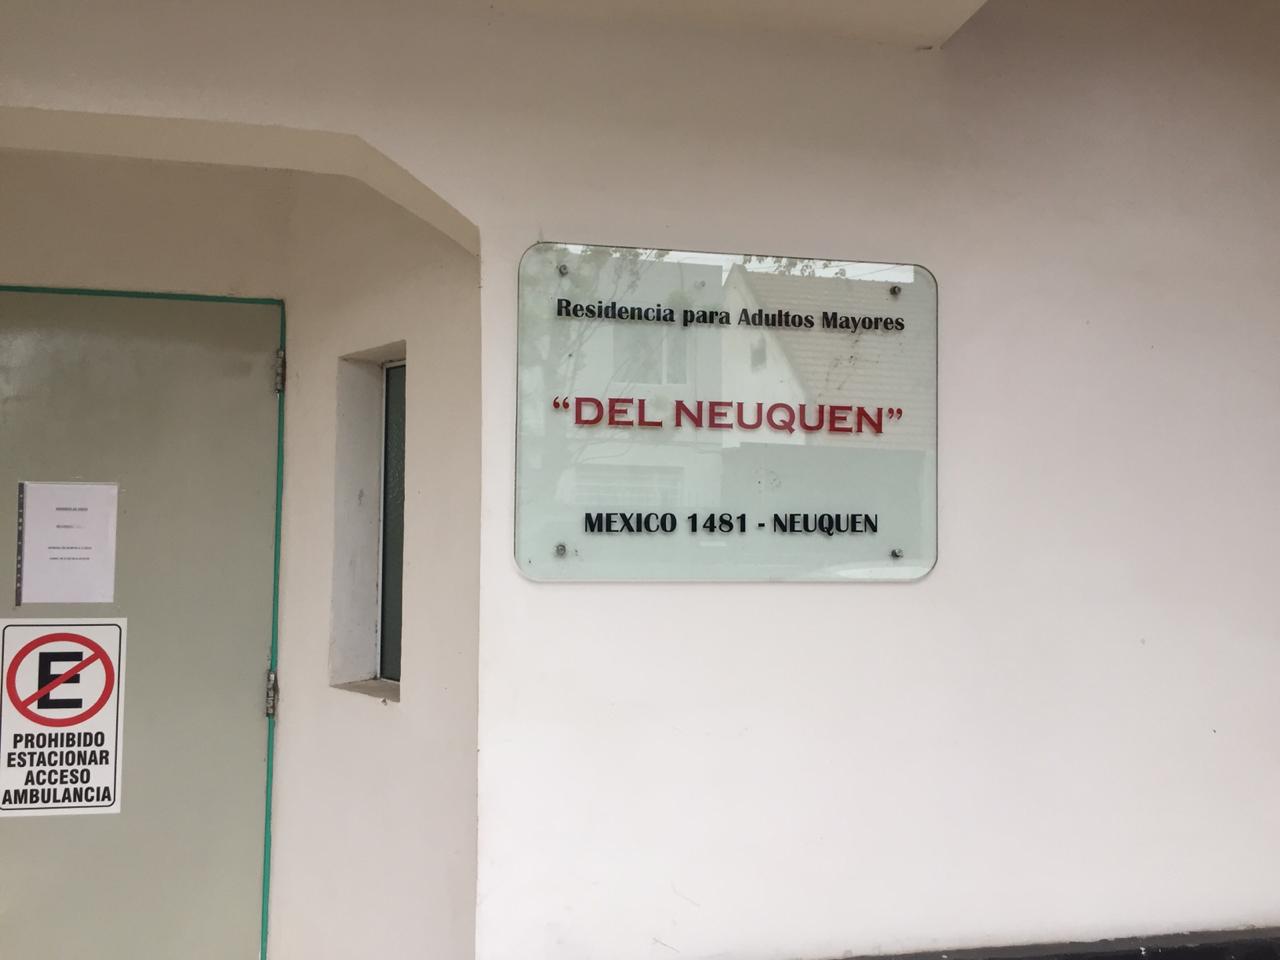 Residencia para Adultos Mayores
“DEL NEUQUEN”
MEXICO 1481 - NEUQUEN
E
PROHIBIDO
ESTACIONAR
ACCESO
AMBULANCIA